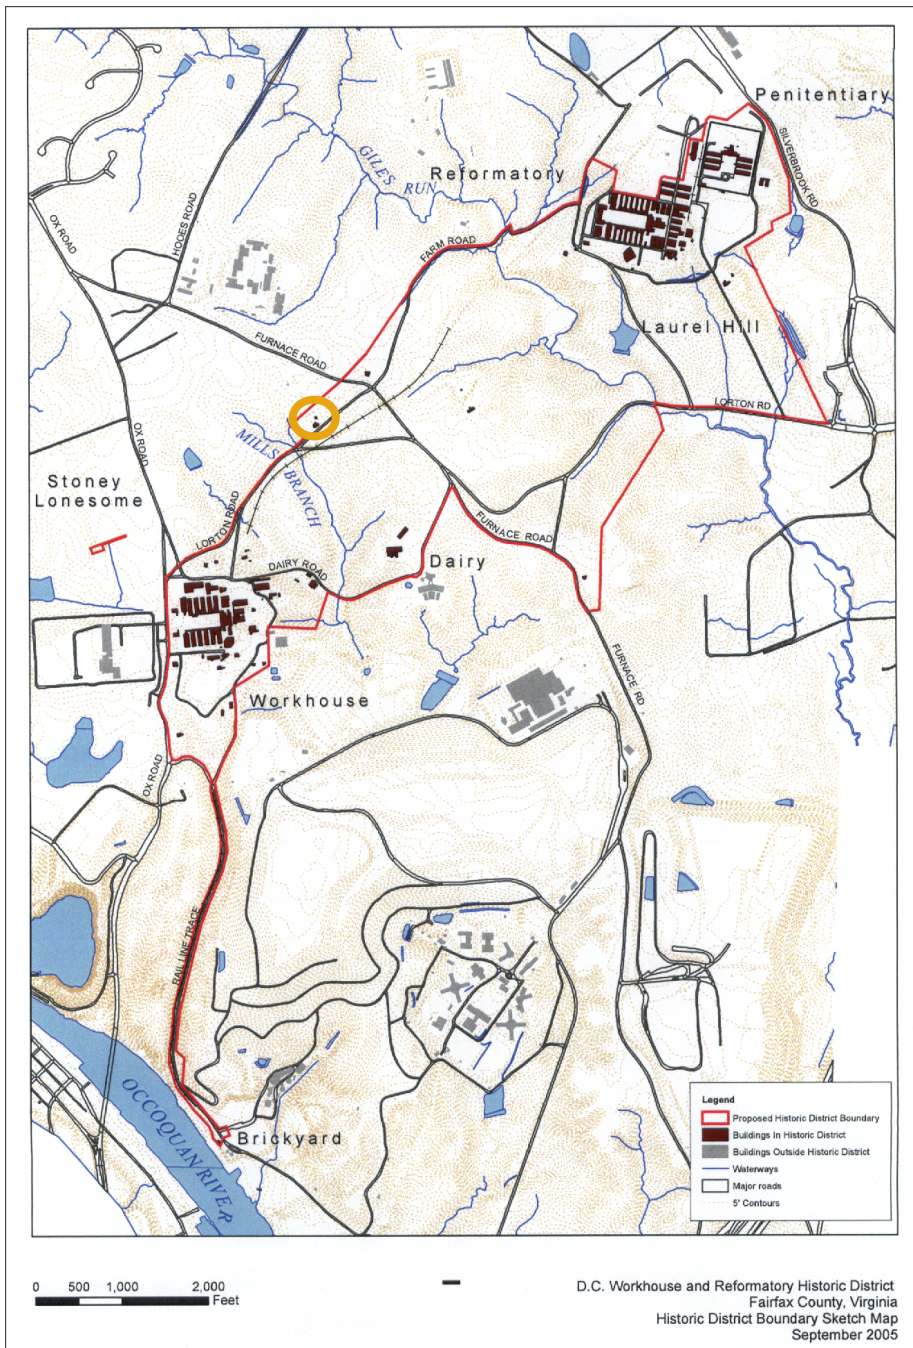 Penitentiary
SILVERBROOK RD
GILES
RUN
Reformatory
OX ROAD
HOOES ROAD
FARM ROAD
Laurel Hill
FURNACE ROAD
LORTON RD
OX ROAD
MILLS
BRANCH
Stoney
Lonesome
LORTON ROAD
FURNACE ROAD
DAIRY ROAD
Dairy
FURNACE RD
Workhouse
OX ROAD
RAIL LINE TRACE
OCCOQUAN RIVER
Brickyard
Legend
Proposed Historic District Boundary
Buildings In Historic District
Buildings Outside Historic District
Waterways
Major roads
5' Contours
0 500 1,000 2,000
Feet
D.C. Workhouse and Reformatory Historic District
Fairfax County, Virginia
Historic District Boundary Sketch Map
September 2005